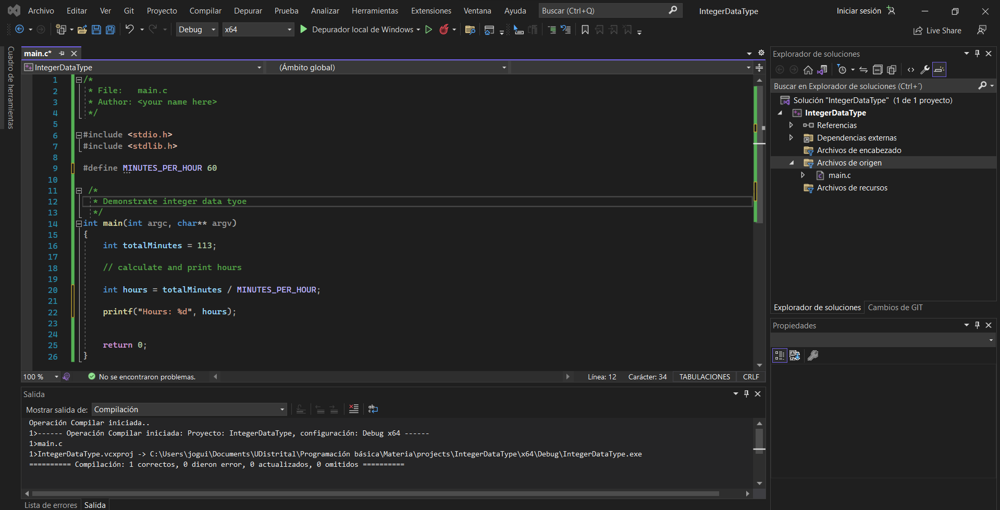 Archivo Editar Ver Git Proyecto Compilar Depurar Prueba Analizar Herramientas Extensiones Ventana Ayuda Buscar (Ctrl+Q) IntegerDataType Iniciar sesión
Debug x64 Depurador local de Windows Live Share
Cuadro de herramientas
main.c*
IntegerDataType (Ámbito global)
1 /*
2 * File:   main.c
3 * Author: <your name here>
4 */
5
6 #include <stdio.h>
7 #include <stdlib.h>
8
9 #define MINUTES_PER_HOUR 60
10
11 /*
12 * Demonstrate integer data tyoe
13 */
14 int main(int argc, char** argv)
15 {
16 int totalMinutes = 113;
17
18 // calculate and print hours
19
20 int hours = totalMinutes / MINUTES_PER_HOUR;
21
22 printf("Hours: %d", hours);
23
24
25 return 0;
26 }
100 % No se encontraron problemas. Línea: 12 Carácter: 34 TABULACIONES CRLF
Salida
Mostrar salida de: Compilación
Operación Compilar iniciada..
1>------ Operación Compilar iniciada: Proyecto: IntegerDataType, configuración: Debug x64 ------
1>main.c
1>IntegerDataType.vcxproj -> C:\Users\jogui\Documents\UDistrital\Programación básica\Materia\projects\IntegerDataType\x64\Debug\IntegerDataType.exe
========== Compilación: 1 correctos, 0 dieron error, 0 actualizados, 0 omitidos ==========
Lista de errores Salida
Explorador de soluciones
Buscar en Explorador de soluciones (Ctrl+´)
Solución "IntegerDataType" (1 de 1 proyecto)
IntegerDataType
Referencias
Dependencias externas
Archivos de encabezado
Archivos de origen
main.c
Archivos de recursos
Explorador de soluciones Cambios de GIT
Propiedades